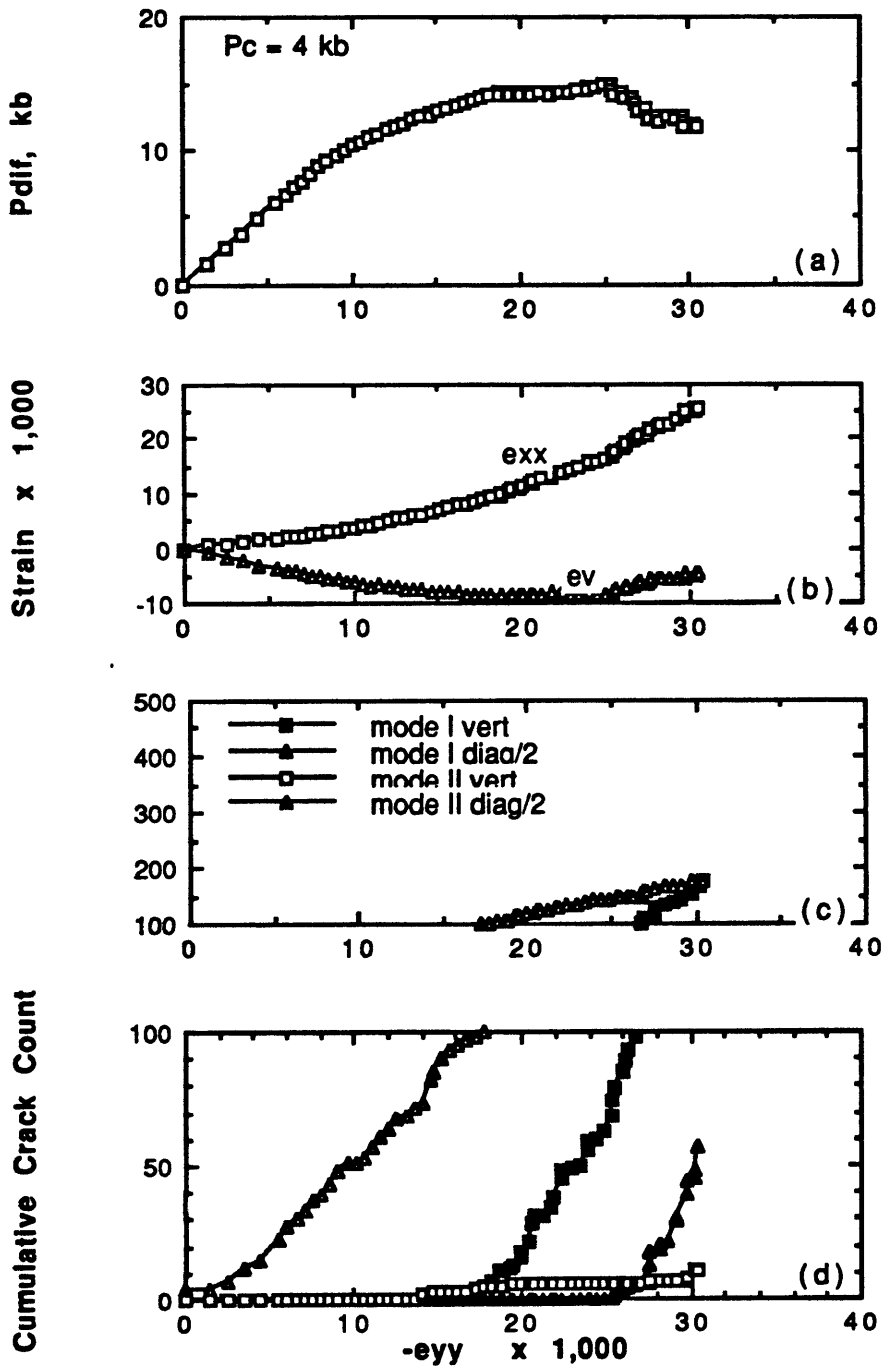 20
Pc = 4 kb
10
Pdif, kb
0
(a)
0 10 20 30 40
30
20
10
0
-10
Strain x 1,000
exx
ev
(b)
0 10 20 30 40
500
400
300
200
100
mode I vert
mode I diag/2
mode II vert
mode II diag/2
(c)
0 10 20 30 40
100
50
0
Cumulative Crack Count
(d)
0 10 20 30 40
-eyy x 1,000